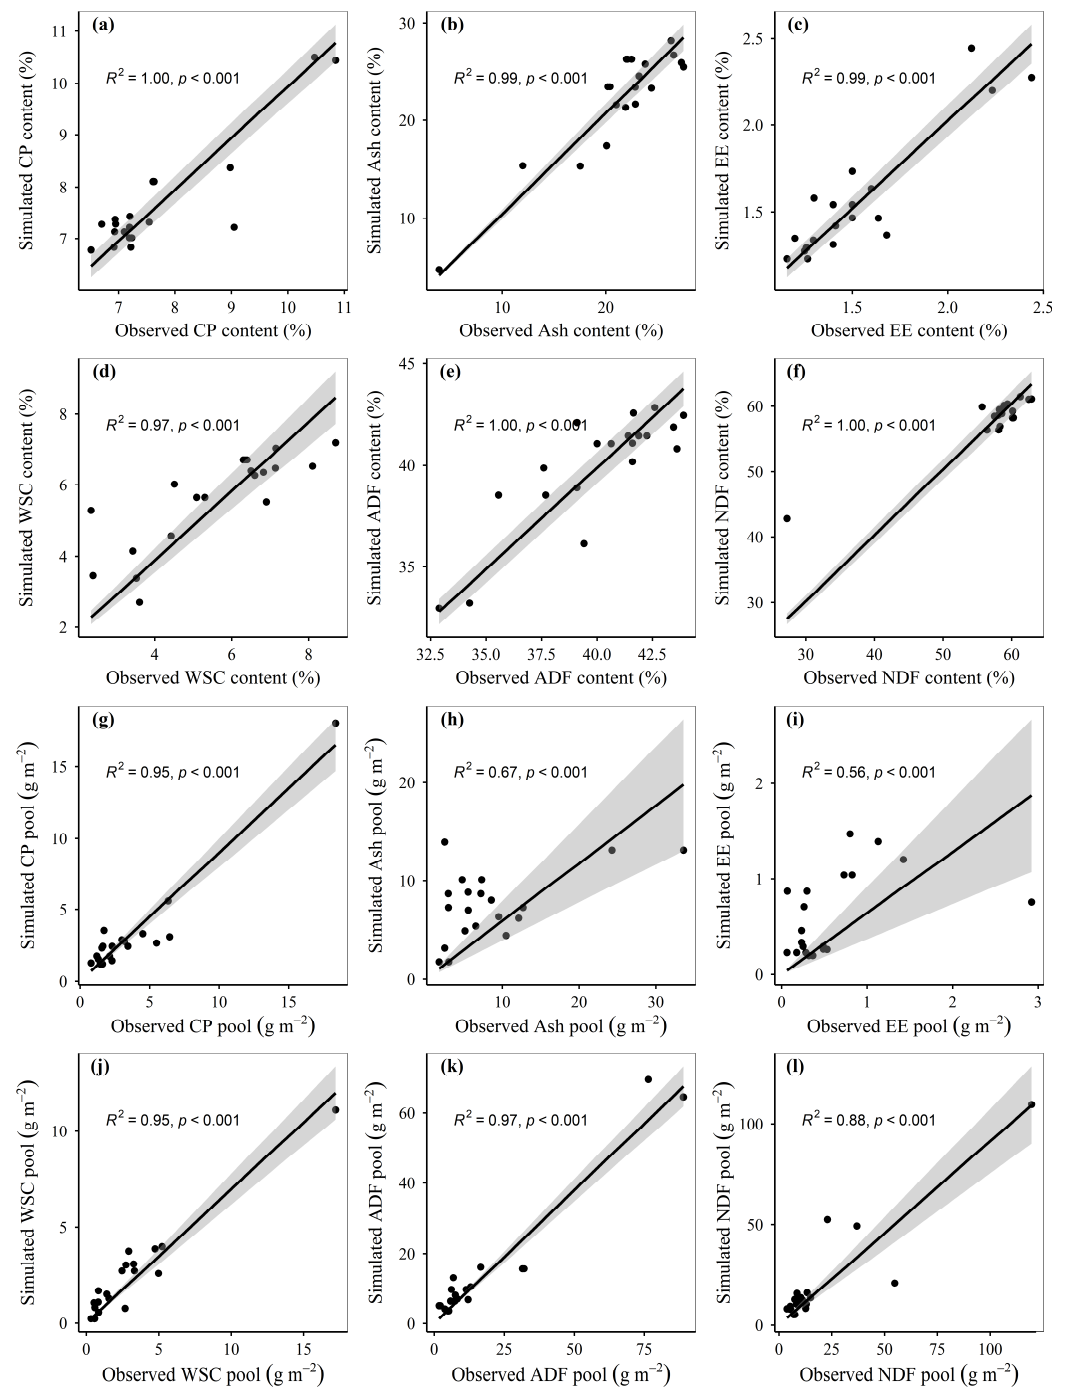 (a)
R² = 1.00, p < 0.001
Simulated CP content (%)
11
10
9
8
7
7 8 9 10 11
Observed CP content (%)
(b)
R² = 0.99, p < 0.001
Simulated Ash content (%)
30
20
10
10 20
Observed Ash content (%)
(c)
R² = 0.99, p < 0.001
Simulated EE content (%)
2.5
2.0
1.5
1.5 2.0 2.5
Observed EE content (%)
(d)
R² = 0.97, p < 0.001
Simulated WSC content (%)
8
6
4
2
4 6 8
Observed WSC content (%)
(e)
R² = 1.00, p < 0.001
Simulated ADF content (%)
45
40
35
32.5 35.0 37.5 40.0 42.5
Observed ADF content (%)
(f)
R² = 1.00, p < 0.001
Simulated NDF content (%)
60
50
40
30
30 40 50 60
Observed NDF content (%)
(g)
R² = 0.95, p < 0.001
Simulated CP pool (g m⁻²)
15
10
5
0
0 5 10 15
Observed CP pool (g m⁻²)
(h)
R² = 0.67, p < 0.001
Simulated Ash pool (g m⁻²)
20
10
0
10 20 30
Observed Ash pool (g m⁻²)
(i)
R² = 0.56, p < 0.001
Simulated EE pool (g m⁻²)
2
1
0
0 1 2 3
Observed EE pool (g m⁻²)
(j)
R² = 0.95, p < 0.001
Simulated WSC pool (g m⁻²)
10
5
0
0 5 10 15
Observed WSC pool (g m⁻²)
(k)
R² = 0.97, p < 0.001
Simulated ADF pool (g m⁻²)
60
40
20
0
0 25 50 75
Observed ADF pool (g m⁻²)
(l)
R² = 0.88, p < 0.001
Simulated NDF pool (g m⁻²)
100
50
0
0 25 50 75 100
Observed NDF pool (g m⁻²)